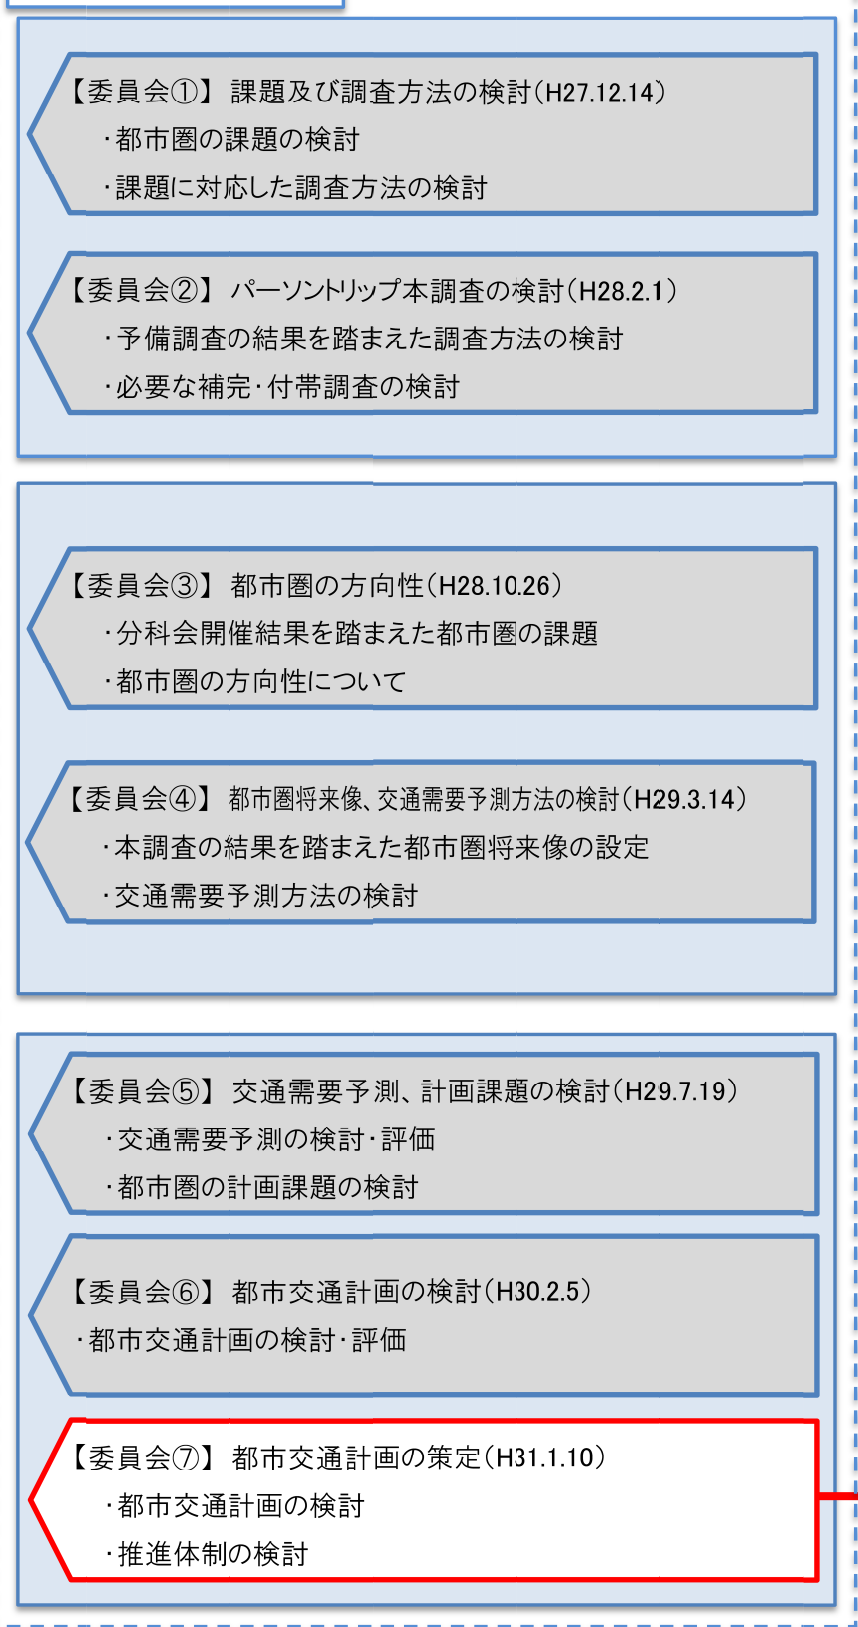 【委員会①】 課題及び調査方法の検討(H27.12.14)
・都市圏の課題の検討
・課題に対応した調査方法の検討
【委員会②】 パーソントリップ本調査の検討(H28.2.1)
・予備調査の結果を踏まえた調査方法の検討
・必要な補完・付帯調査の検討
【委員会③】 都市圏の方向性(H28.10.26)
・分科会開催結果を踏まえた都市圏の課題
・都市圏の方向性について
【委員会④】 都市圏将来像、交通需要予測方法の検討(H29.3.14)
・本調査の結果を踏まえた都市圏将来像の設定
・交通需要予測方法の検討
【委員会⑤】 交通需要予測、計画課題の検討(H29.7.19)
・交通需要予測の検討・評価
・都市圏の計画課題の検討
【委員会⑥】 都市交通計画の検討(H30.2.5)
・都市交通計画の検討・評価
【委員会⑦】 都市交通計画の策定(H31.1.10)
・都市交通計画の検討
・推進体制の検討